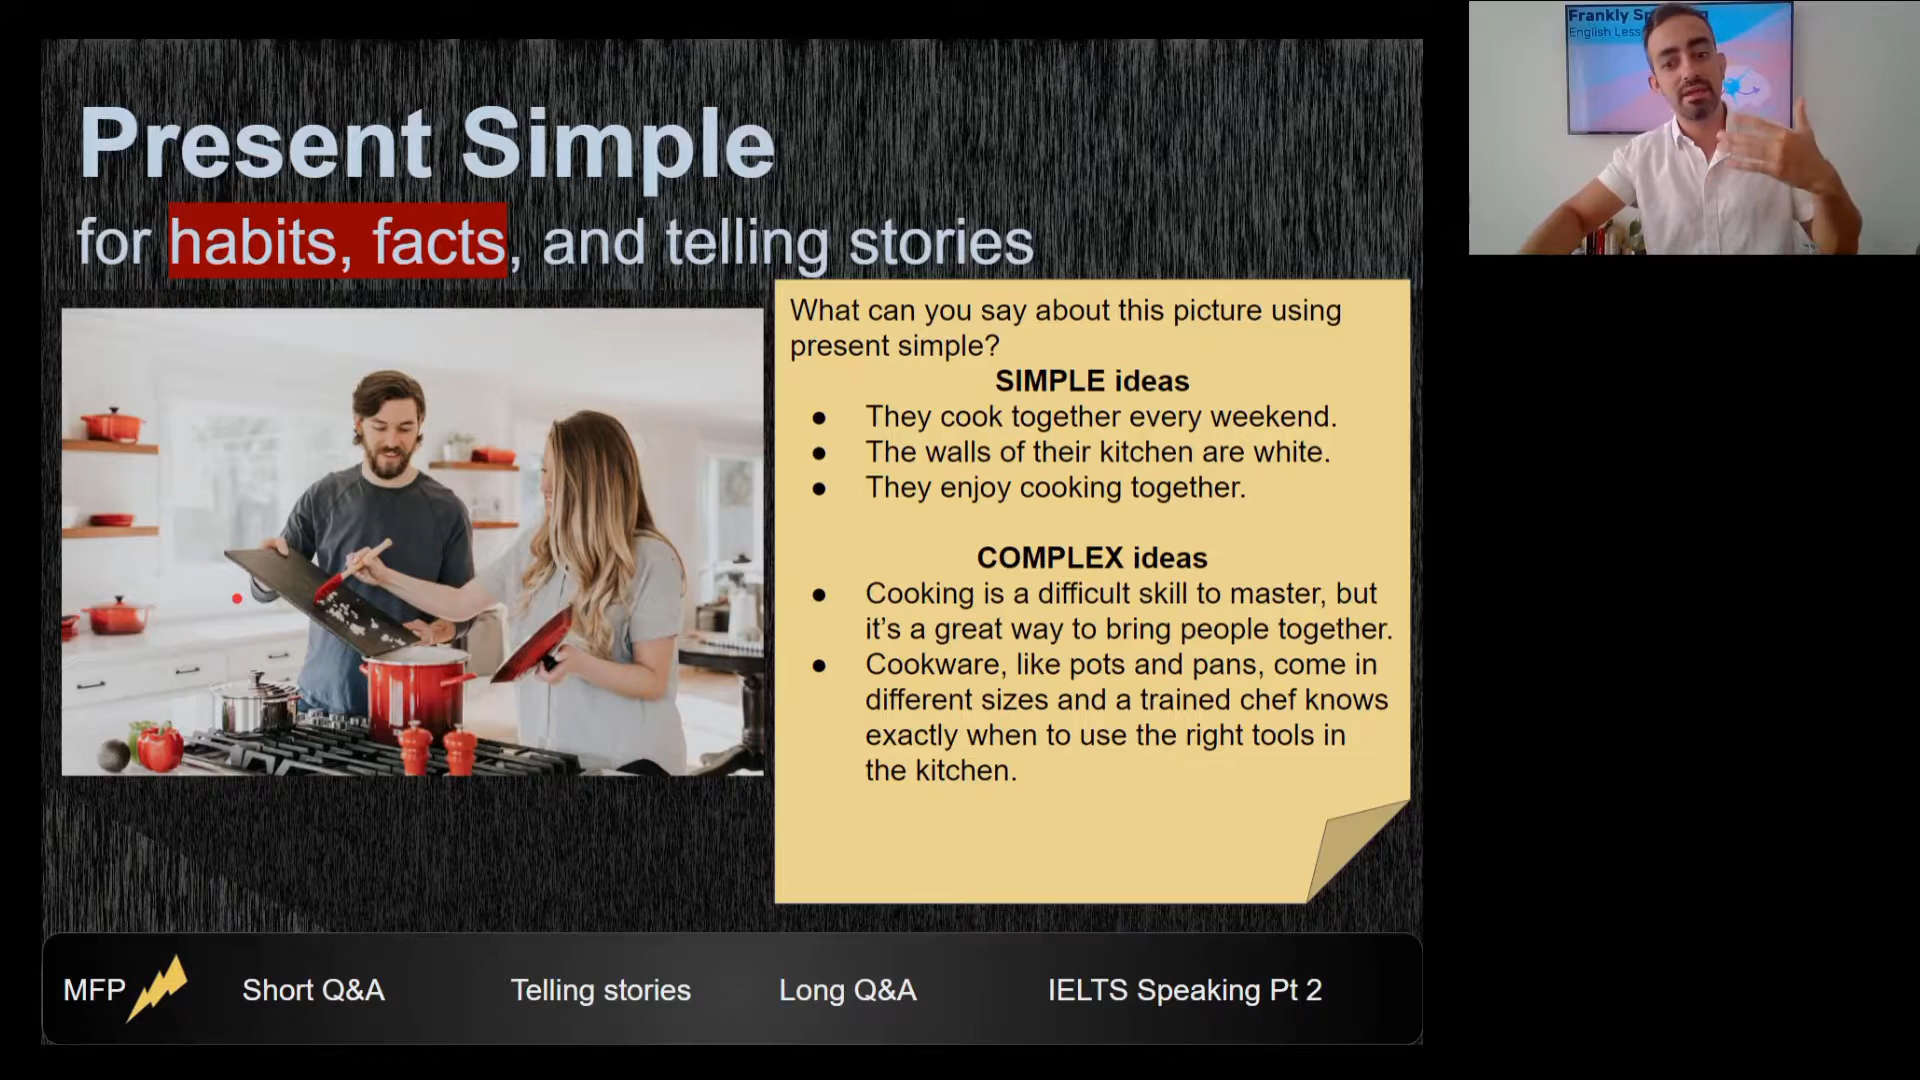 Present Simple
for habits, facts, and telling stories
What can you say about this picture using
present simple?
SIMPLE ideas
● They cook together every weekend.
● The walls of their kitchen are white.
● They enjoy cooking together.
COMPLEX ideas
● Cooking is a difficult skill to master, but
it’s a great way to bring people together.
● Cookware, like pots and pans, come in
different sizes and a trained chef knows
exactly when to use the right tools in
the kitchen.
MFP
Short Q&A
Telling stories
Long Q&A
IELTS Speaking Pt 2
Frankly
English